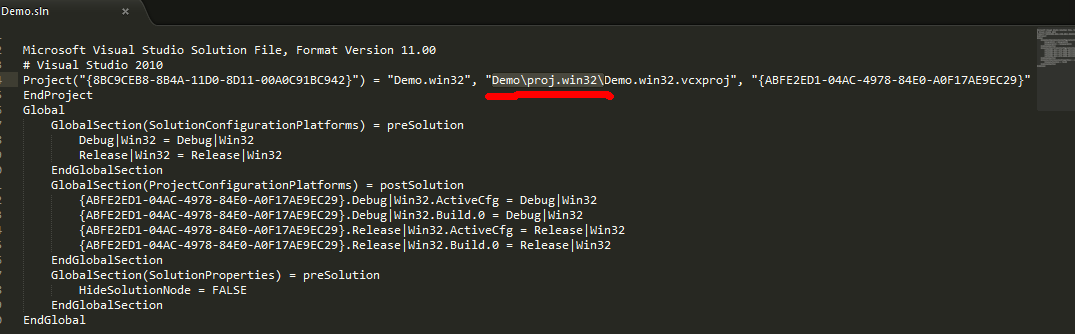 Demo.sln ×
Microsoft Visual Studio Solution File, Format Version 11.00
# Visual Studio 2010
Project("{8BC9CEB8-8B4A-11D0-8D11-00A0C91BC942}") = "Demo.win32", "Demo\proj.win32\Demo.win32.vcxproj", "{ABFE2ED1-04AC-4978-84E0-A0F17AE9EC29}"
EndProject
Global
GlobalSection(SolutionConfigurationPlatforms) = preSolution
Debug|Win32 = Debug|Win32
Release|Win32 = Release|Win32
EndGlobalSection
GlobalSection(ProjectConfigurationPlatforms) = postSolution
{ABFE2ED1-04AC-4978-84E0-A0F17AE9EC29}.Debug|Win32.ActiveCfg = Debug|Win32
{ABFE2ED1-04AC-4978-84E0-A0F17AE9EC29}.Debug|Win32.Build.0 = Debug|Win32
{ABFE2ED1-04AC-4978-84E0-A0F17AE9EC29}.Release|Win32.ActiveCfg = Release|Win32
{ABFE2ED1-04AC-4978-84E0-A0F17AE9EC29}.Release|Win32.Build.0 = Release|Win32
EndGlobalSection
GlobalSection(SolutionProperties) = preSolution
HideSolutionNode = FALSE
EndGlobalSection
EndGlobal